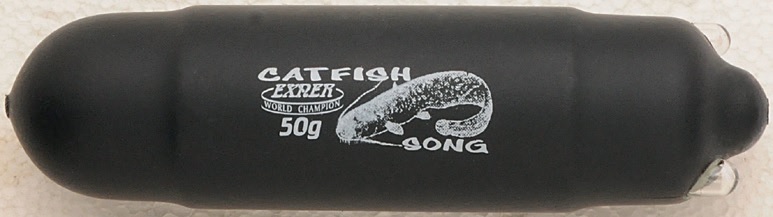 CATFISH
EXNER
WORLD CHAMPION
50g
SONG